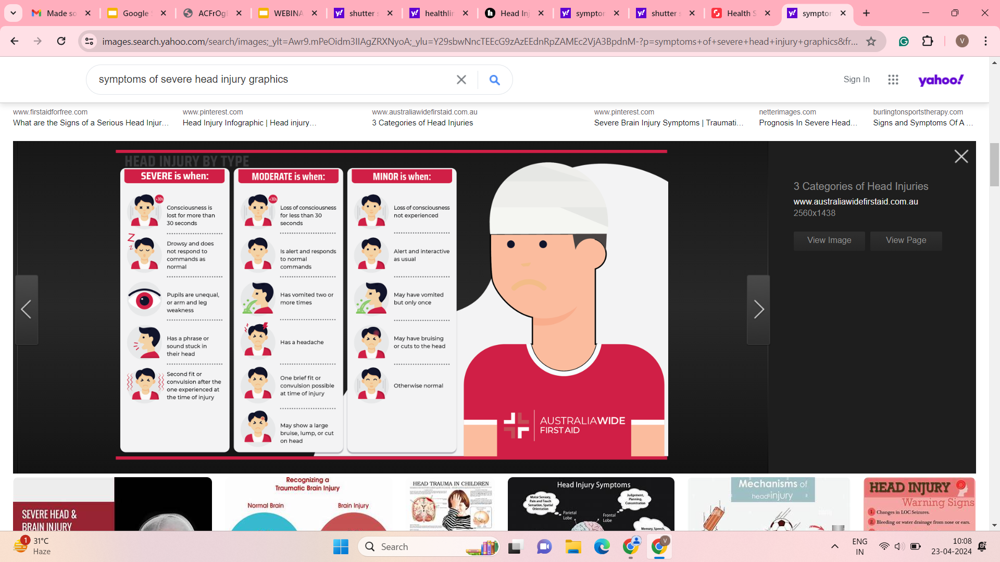 Made so
Google S
ACFrOgl
WEBINA
shutter s
healthlin
Head Inj
sympton
shutter s
Health S
sympton
images.search.yahoo.com/search/images;_ylt=Awr9.mPeOidm3IIAgZRXNyoA;_ylu=Y29sbwNncTEEcG9zAzEEdnRpZAMEc2VjA3BpdnM-?p=symptoms+of+severe+head+injury+graphics&fr...
V
symptoms of severe head injury graphics
Sign In
yahoo!
www.firstaidforfree.com
What are the Signs of a Serious Head Injur...
www.pinterest.com
Head Injury Infographic | Head injury...
www.australiawidefirstaid.com.au
3 Categories of Head Injuries
www.pinterest.com
Severe Brain Injury Symptoms | Traumati...
netterimages.com
Prognosis In Severe Head...
burlingtonsportstherapy.com
Signs and Symptoms Of A ...
HEAD INJURY BY TYPE
SEVERE is when:
>30s
Consciousness is
lost for more than
30 seconds
Z
z
Drowsy and does
not respond to
commands as
normal
Pupils are unequal,
or arm and leg
weakness
Has a phrase or
sound stuck in
their head
Second fit or
convulsion after the
one experienced at
the time of injury
MODERATE is when:
<30s
Loss of consciousness
for less than 30
seconds
Is alert and responds
to normal
commands
Has vomited two or
more times
Has a headache
One brief fit or
convulsion possible
at time of injury
May show a large
bruise, lump, or cut
on head
MINOR is when:
Loss of consciousness
not experienced
Alert and interactive
as usual
May have vomited
but only once
May have bruising
or cuts to the head
Otherwise normal
AUSTRALIAWIDE
FIRST AID
3 Categories of Head Injuries
www.australiawidefirstaid.com.au
2560x1438
View Image
View Page
SEVERE HEAD &
BRAIN INJURY
Recognizing a
Traumatic Brain Injury
Normal Brain
Brain Injury
HEAD TRAUMA IN CHILDREN
Head Injury Symptoms
Motor Sensory,
Pain and Touch
Sensation, Spatial
Orientation
Judgement,
Planning,
Concentration
Parietal
Lobe
Frontal
Lobe
Memory, Speech,
Mechanisms of
head injury
HEAD INJURY
Warning Signs
1. Changes in LOC Seizures.
2. Bleeding or water drainage from nose or ears.
1
31°C
Haze
Search
V
ENG
IN
10:08
23-04-2024